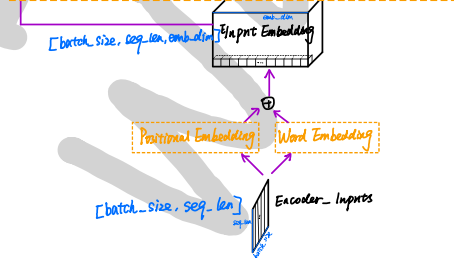 emb_dim
Input Embedding
[batch_size, seq_len, emb_dim]
...
+
Positional Embedding
Word Embedding
[batch_size, seq_len]
Encoder_Inputs
seq_len
batch_size